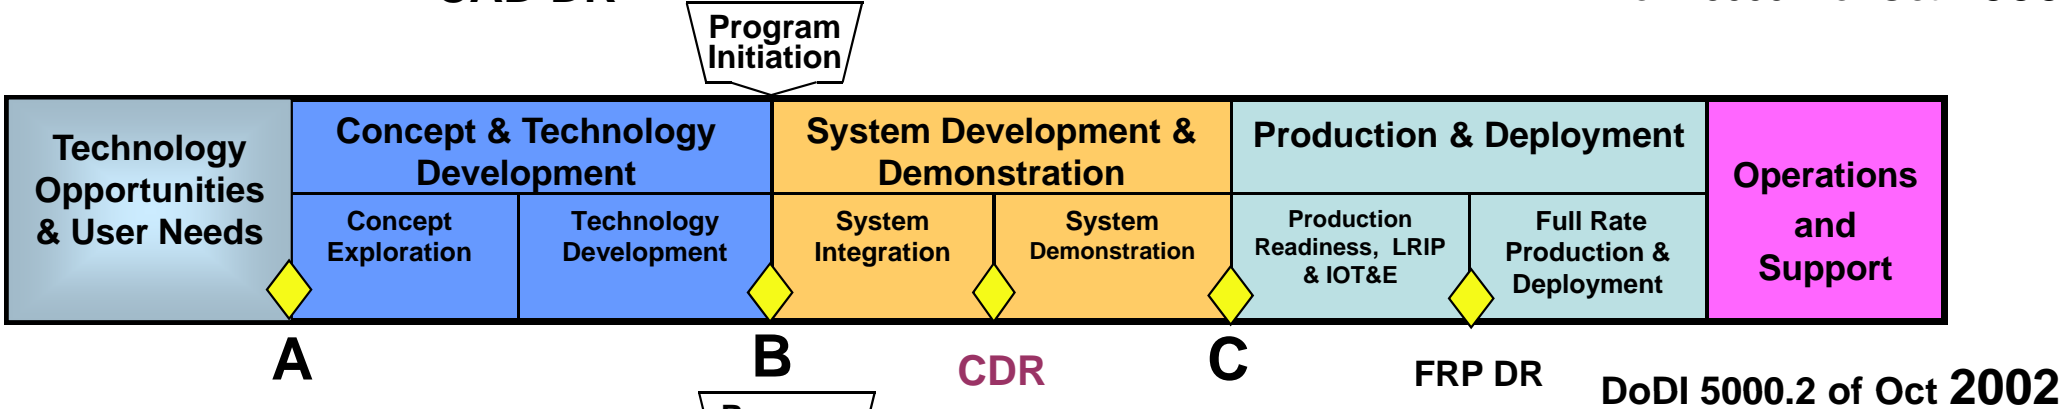 Program
Initiation
Technology
Opportunities
& User Needs
Concept & Technology
Development
Concept
Exploration
Technology
Development
System Development &
Demonstration
System
Integration
System
Demonstration
Production & Deployment
Production
Readiness, LRIP
& IOT&E
Full Rate
Production &
Deployment
Operations
and
Support
A
B
CDR
C
FRP DR
DoDI 5000.2 of Oct 2002